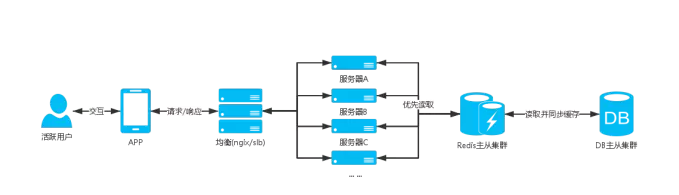 活跃用户
交互
APP
请求/响应
均衡(nglx/slb)
服务器A
服务器B
服务器C
优先读取
Redis主从集群
读取并同步缓存
DB
DB主从集群